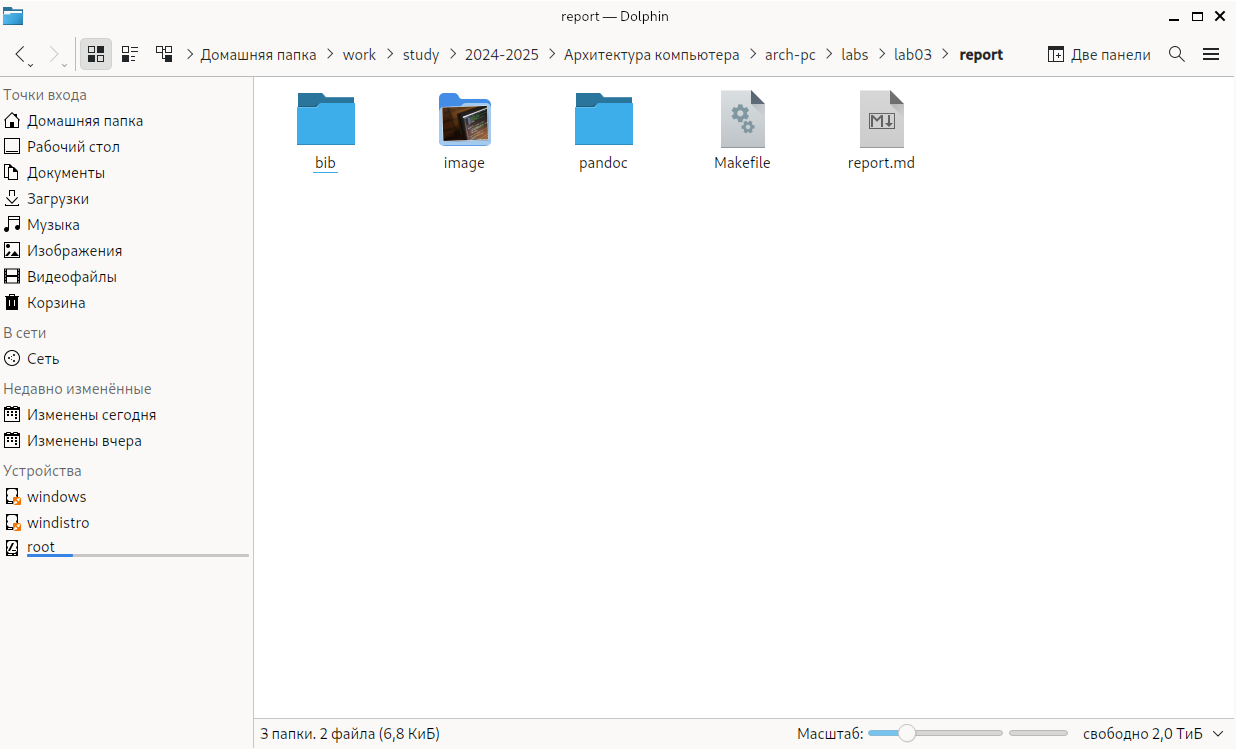 report — Dolphin
Домашняя папка > work > study > 2024-2025 > Архитектура компьютера > arch-pc > labs > lab03 > report Две панели
Точки входа
Домашняя папка
Рабочий стол
Документы
Загрузки
Музыка
Изображения
Видеофайлы
Корзина
В сети
Сеть
Недавно изменённые
Изменены сегодня
Изменены вчера
Устройства
windows
windistro
root
bib image pandoc Makefile report.md
3 папки. 2 файла (6,8 КиБ) Масштаб: свободно 2,0 ТиБ